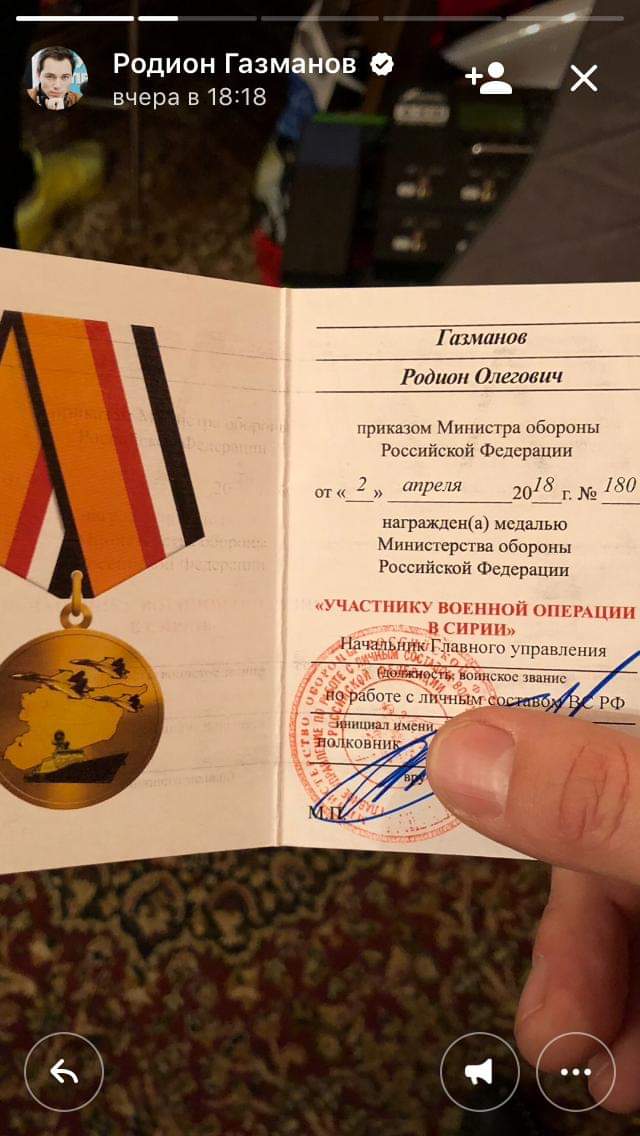 Родион Газманов
вчера в 18:18
Газманов
Родион Олегович
приказом Министра обороны
Российской Федерации
от « 2 » апреля 2018 г. № 180
награжден(а) медалью
Министерства обороны
Российской Федерации
«УЧАСТНИКУ ВОЕННОЙ ОПЕРАЦИИ
В СИРИИ»
Начальник Главного управления
(должность, воинское звание
по работе с личным составом ВС РФ
инициал имени,
полковник
М.П.